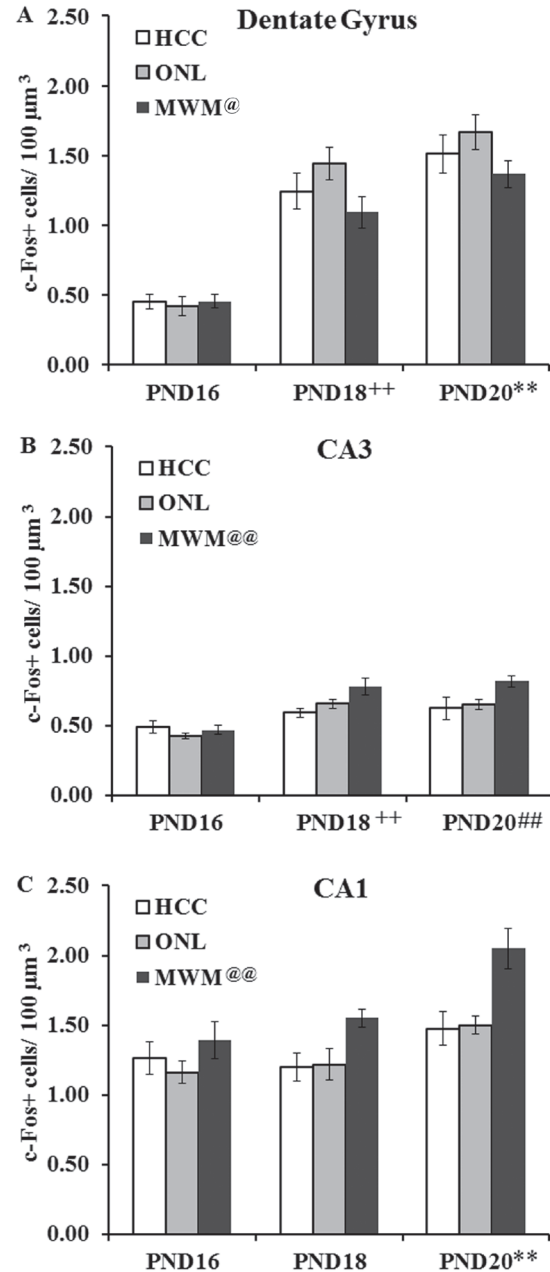 A
Dentate Gyrus
2.50
2.00
1.50
1.00
0.50
0.00
c-Fos+ cells/ 100 μm³
HCC
ONL
MWM@
PND16 PND18++ PND20**
B
CA3
2.50
2.00
1.50
1.00
0.50
0.00
c-Fos+ cells/ 100 μm³
HCC
ONL
MWM@@
PND16 PND18++ PND20##
C
CA1
2.50
2.00
1.50
1.00
0.50
0.00
c-Fos+ cells/ 100 μm³
HCC
ONL
MWM@@
PND16 PND18 PND20**